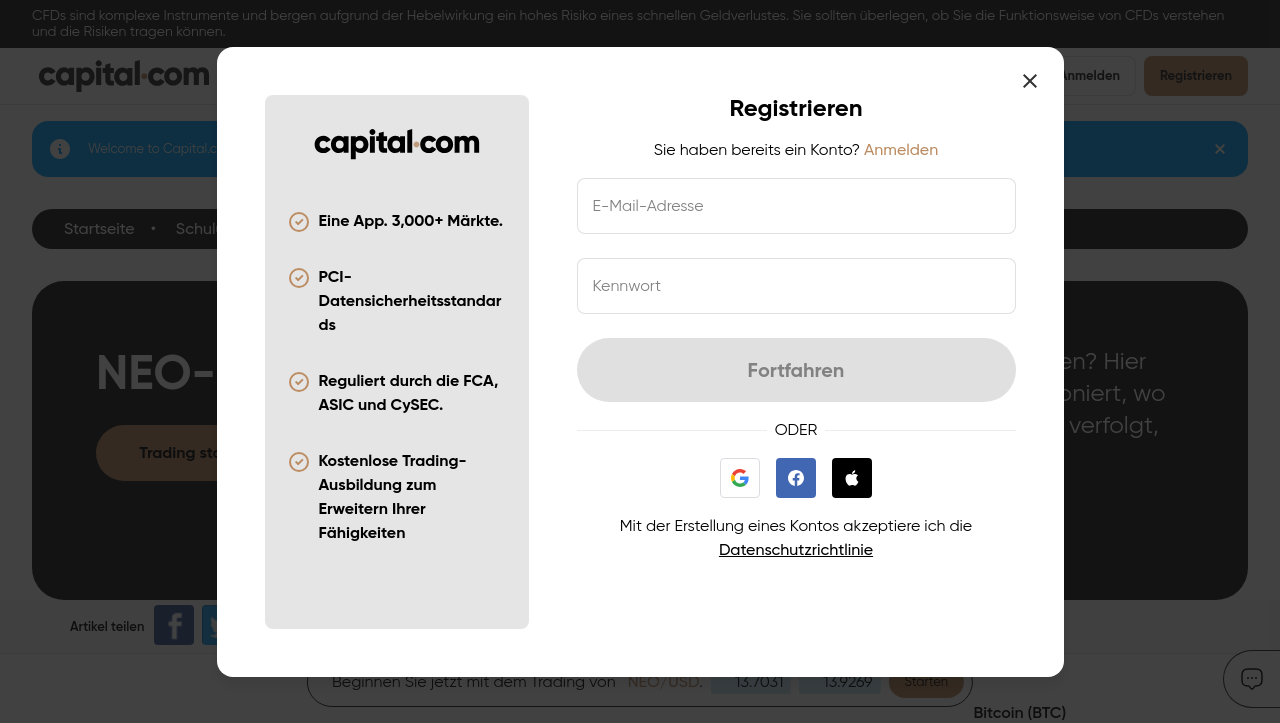 CFDs sind komplexe Instrumente und bergen aufgrund der Hebelwirkung ein hohes Risiko eines schnellen Geldverlustes. Sie sollten überlegen, ob Sie die Funktionsweise von CFDs verstehen
und die Risiken tragen können.
capital.com
Anmelden
Registrieren
Welcome to Capital.c
Startseite
NEO-
en? Hier
oniert, wo
verfolgt,
Artikel teilen
Beginnen Sie jetzt mit dem Trading von NEO/USD. 13.7031 13.9269 Starten
Bitcoin (BTC)
capital.com
Eine App. 3,000+ Märkte.
PCI-
Datensicherheitsstandar
ds
Reguliert durch die FCA,
ASIC und CySEC.
Kostenlose Trading-
Ausbildung zum
Erweitern Ihrer
Fähigkeiten
Registrieren
Sie haben bereits ein Konto? Anmelden
E-Mail-Adresse
Kennwort
Fortfahren
ODER
Mit der Erstellung eines Kontos akzeptiere ich die
Datenschutzrichtlinie